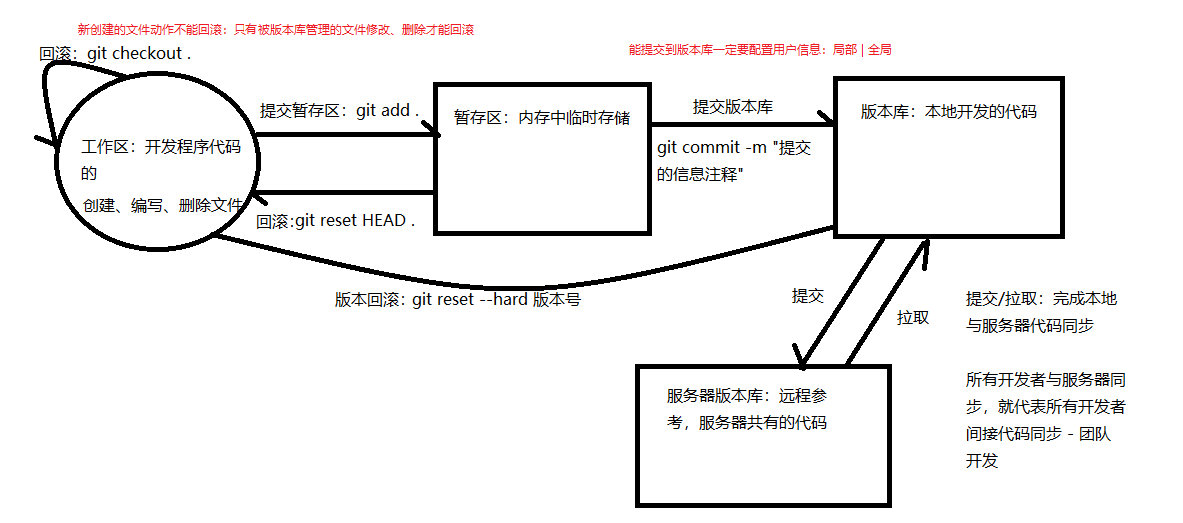 新创建的文件动作不能回滚：只有被版本库管理的文件修改、删除才能回滚
回滚：git checkout .
能提交到版本库一定要配置用户信息：局部 | 全局
提交暂存区：git add .
工作区：开发程序代码
的
创建、编写、删除文件
回滚:git reset HEAD .
暂存区：内存中临时存储
提交版本库
git commit -m "提交
的信息注释"
版本库：本地开发的代码
版本回滚：git reset --hard 版本号
提交
拉取
提交/拉取：完成本地
与服务器代码同步
所有开发者与服务器同
步，就代表所有开发者
间接代码同步 - 团队
开发
服务器版本库：远程参
考，服务器共有的代码